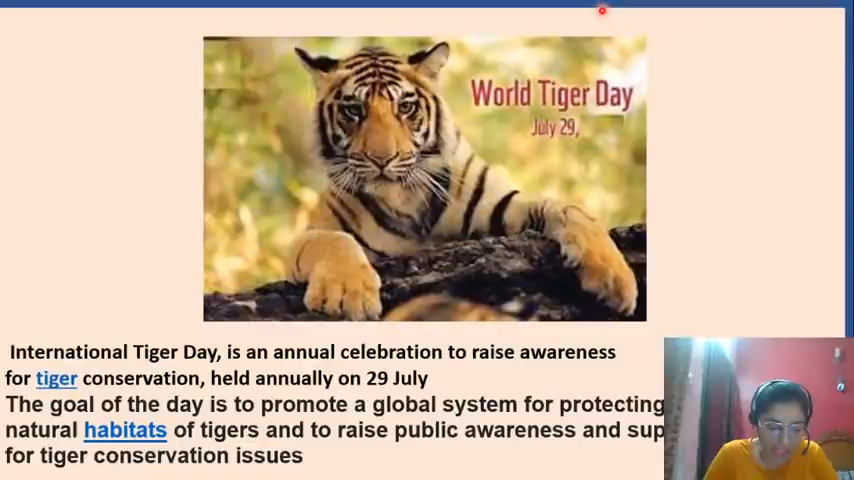 World Tiger Day
July 29,
International Tiger Day, is an annual celebration to raise awareness
for tiger conservation, held annually on 29 July
The goal of the day is to promote a global system for protecting
natural habitats of tigers and to raise public awareness and sup
for tiger conservation issues